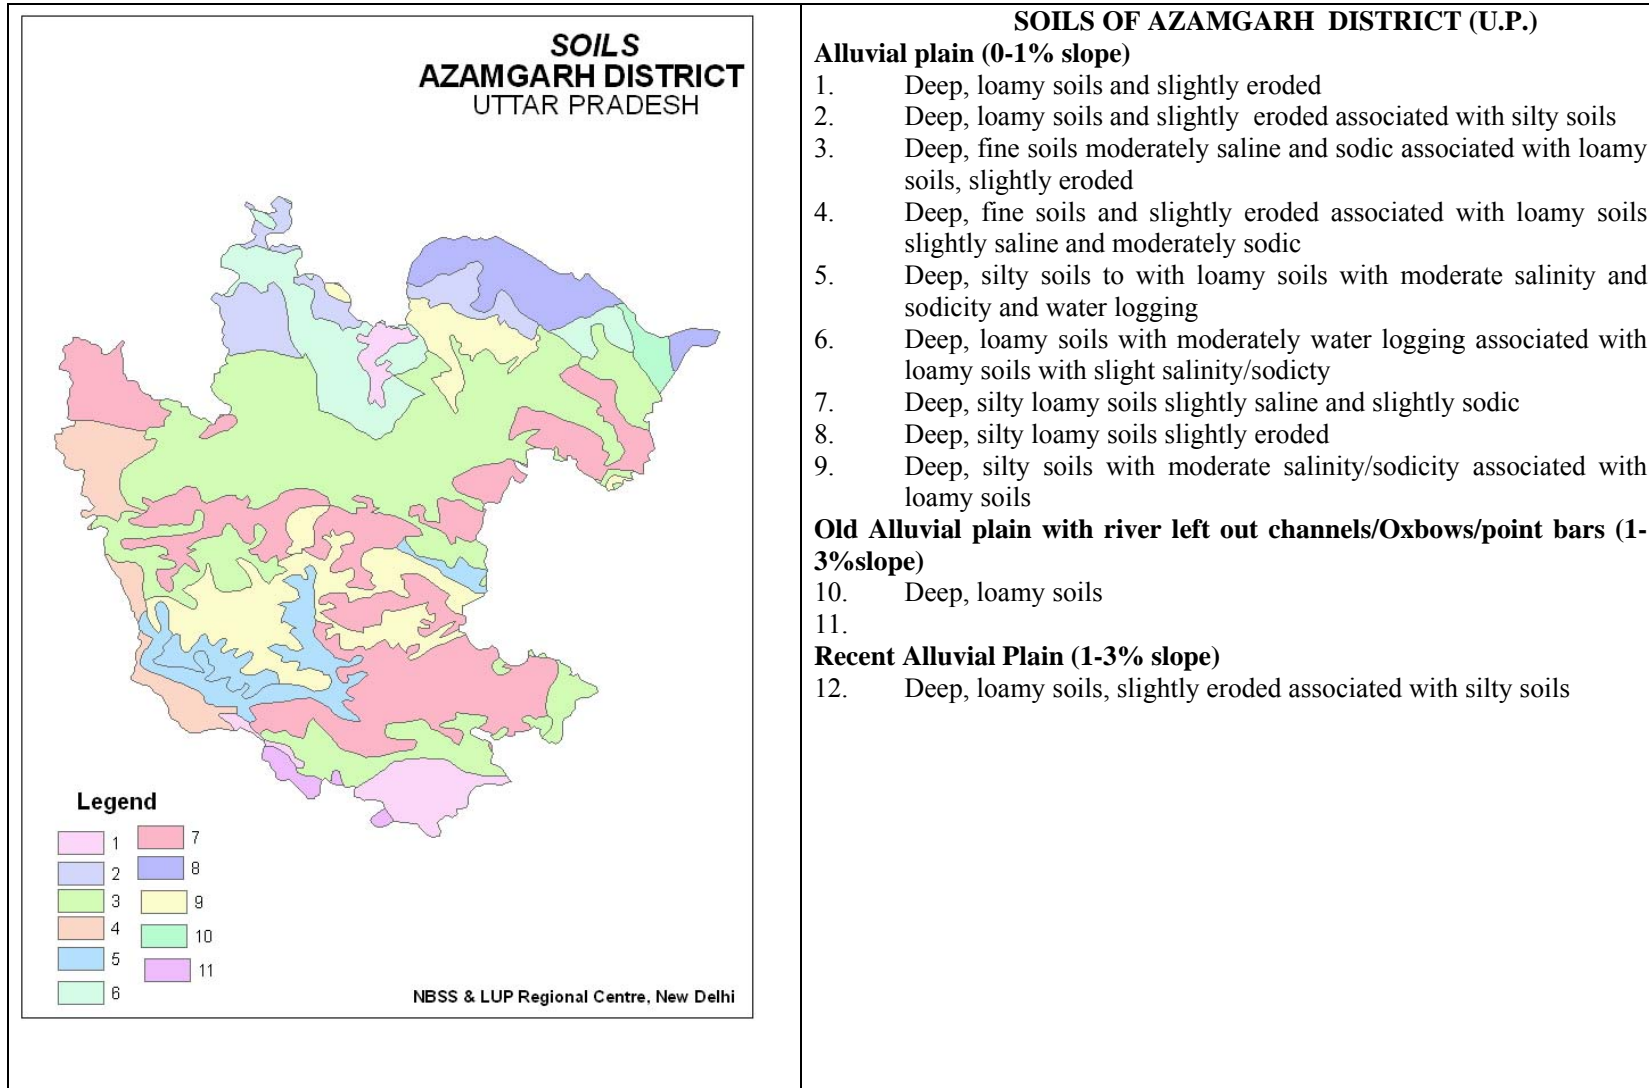 SOILS
AZAMGARH DISTRICT
UTTAR PRADESH
Legend
1
2
3
4
5
6
7
8
9
10
11
NBSS & LUP Regional Centre, New Delhi
SOILS OF AZAMGARH DISTRICT (U.P.)
Alluvial plain (0-1% slope)
1. Deep, loamy soils and slightly eroded
2. Deep, loamy soils and slightly eroded associated with silty soils
3. Deep, fine soils moderately saline and sodic associated with loamy
soils, slightly eroded
4. Deep, fine soils and slightly eroded associated with loamy soils
slightly saline and moderately sodic
5. Deep, silty soils to with loamy soils with moderate salinity and
sodicity and water logging
6. Deep, loamy soils with moderately water logging associated with
loamy soils with slight salinity/sodicty
7. Deep, silty loamy soils slightly saline and slightly sodic
8. Deep, silty loamy soils slightly eroded
9. Deep, silty soils with moderate salinity/sodicity associated with
loamy soils
Old Alluvial plain with river left out channels/Oxbows/point bars (1-
3%slope)
10. Deep, loamy soils
11.
Recent Alluvial Plain (1-3% slope)
12. Deep, loamy soils, slightly eroded associated with silty soils